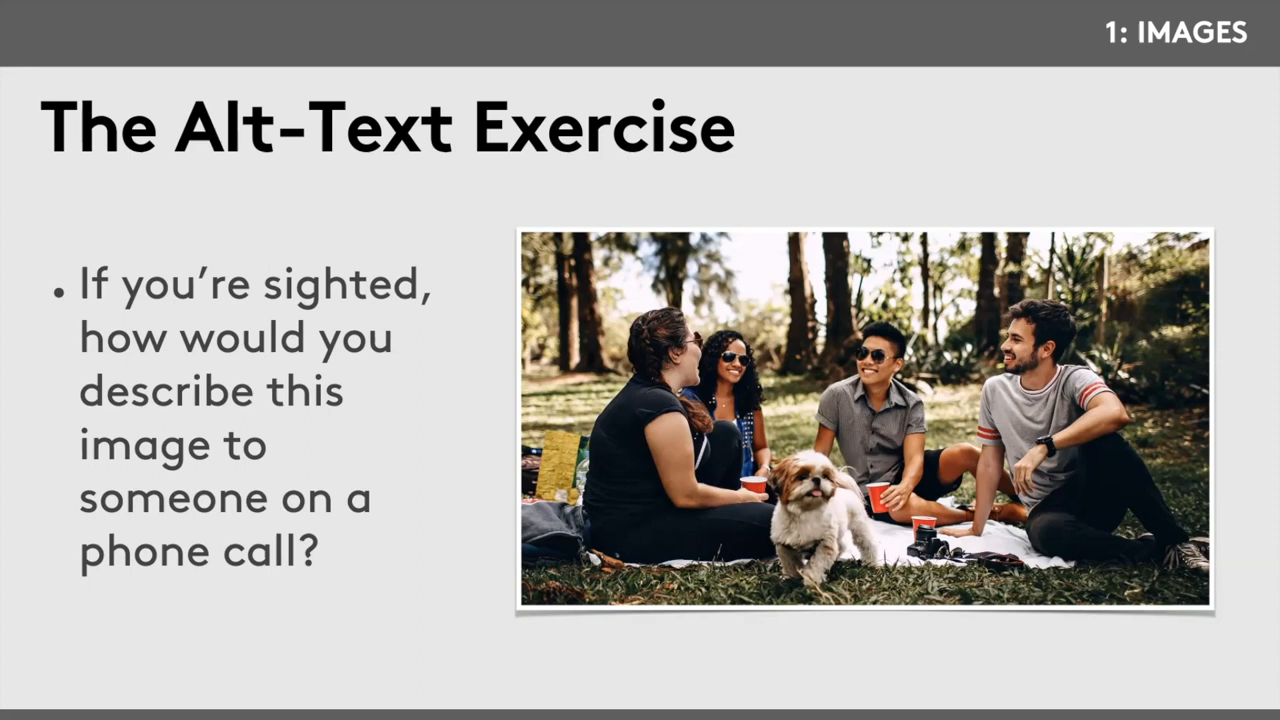 1: IMAGES
The Alt-Text Exercise
• If you’re sighted,
how would you
describe this
image to
someone on a
phone call?